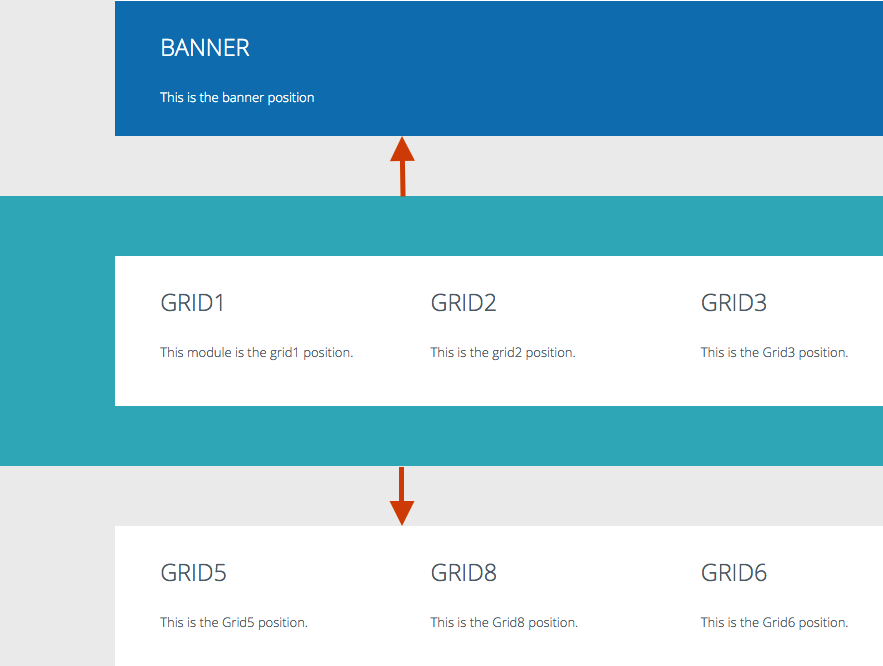 BANNER
This is the banner position
GRID1 GRID2 GRID3
This module is the grid1 position. This is the grid2 position. This is the Grid3 position.
GRID5 GRID8 GRID6
This is the Grid5 position. This is the Grid8 position. This is the Grid6 position.